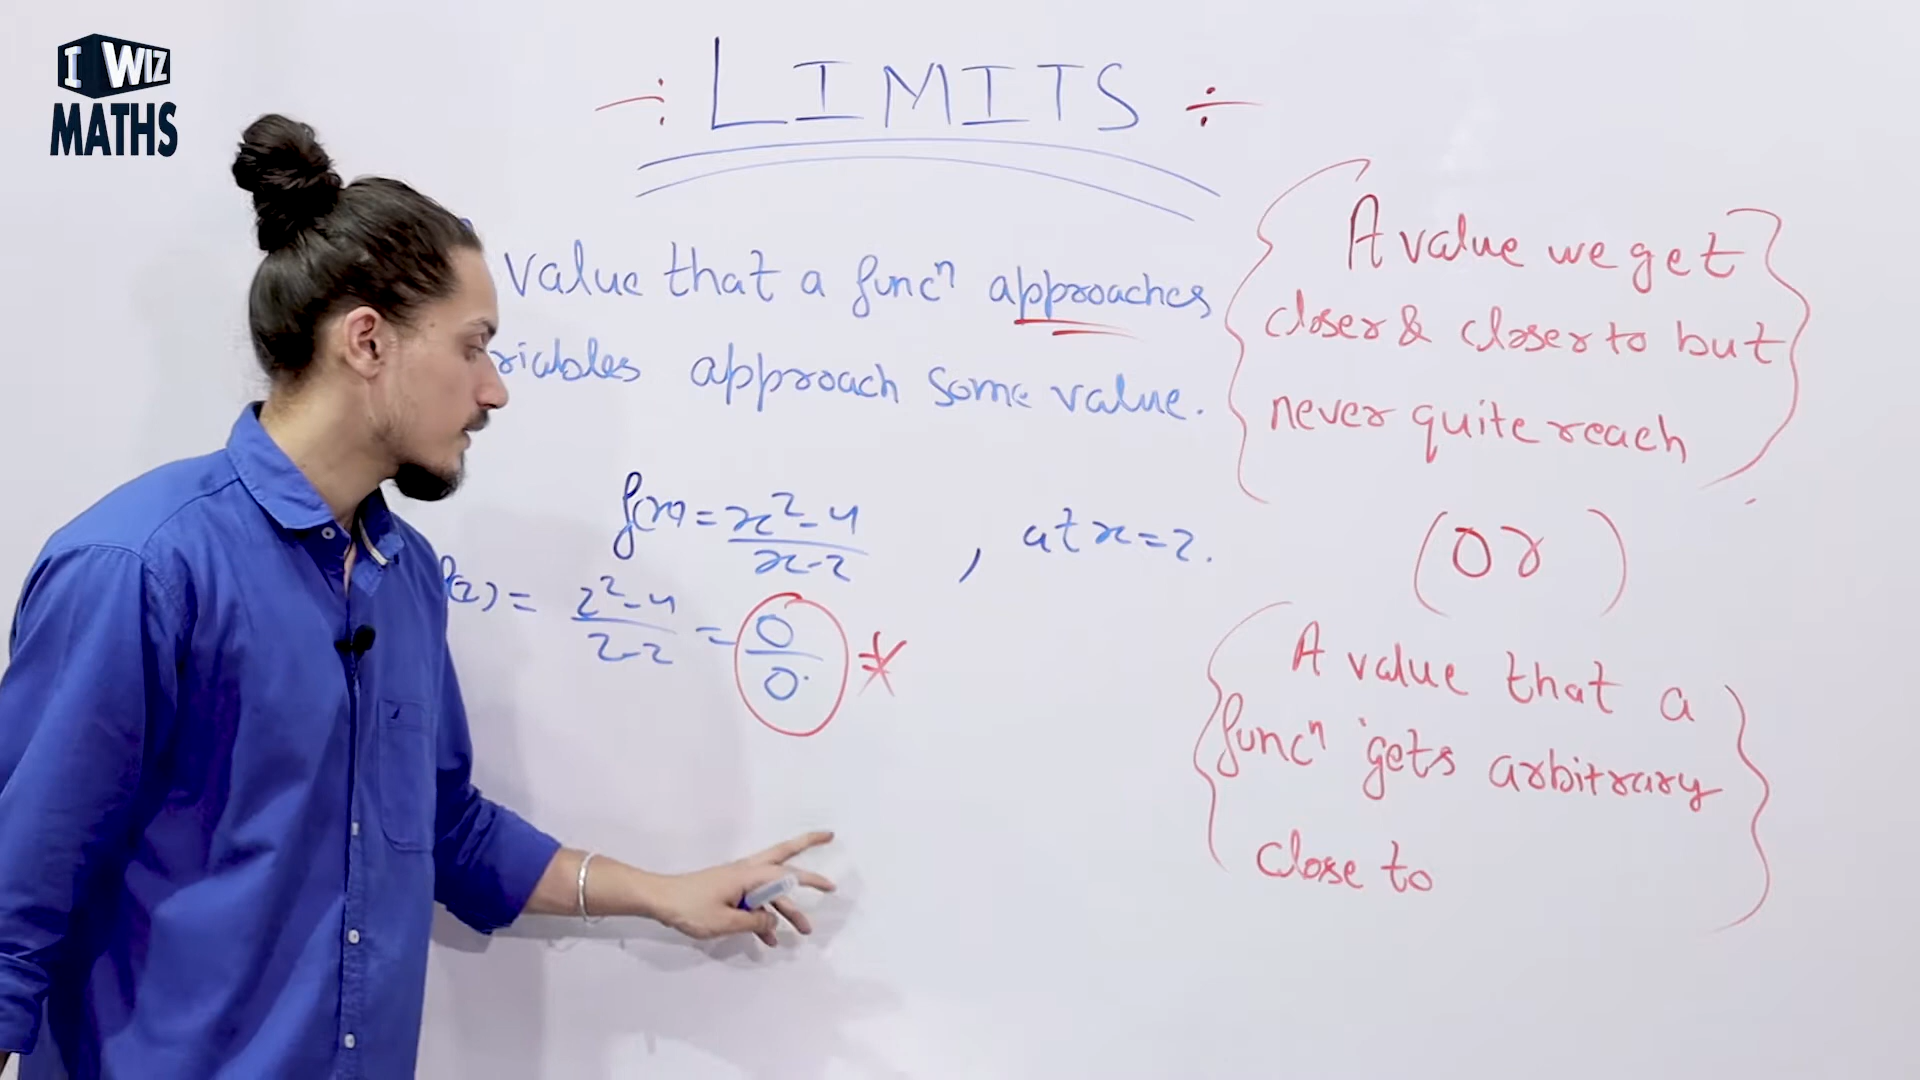 I WIZ
MATHS
÷ LIMITS ÷
value that a funcⁿ approaches
riables approach some value.
f(x) = x²-4 / x-2 , at x=2.
f(2) = 2²-4 / 2-2 = 0/0 *
A value we get
closer & closer to but
never quite reach
(Or)
A value that a
funcⁿ gets arbitrary
close to